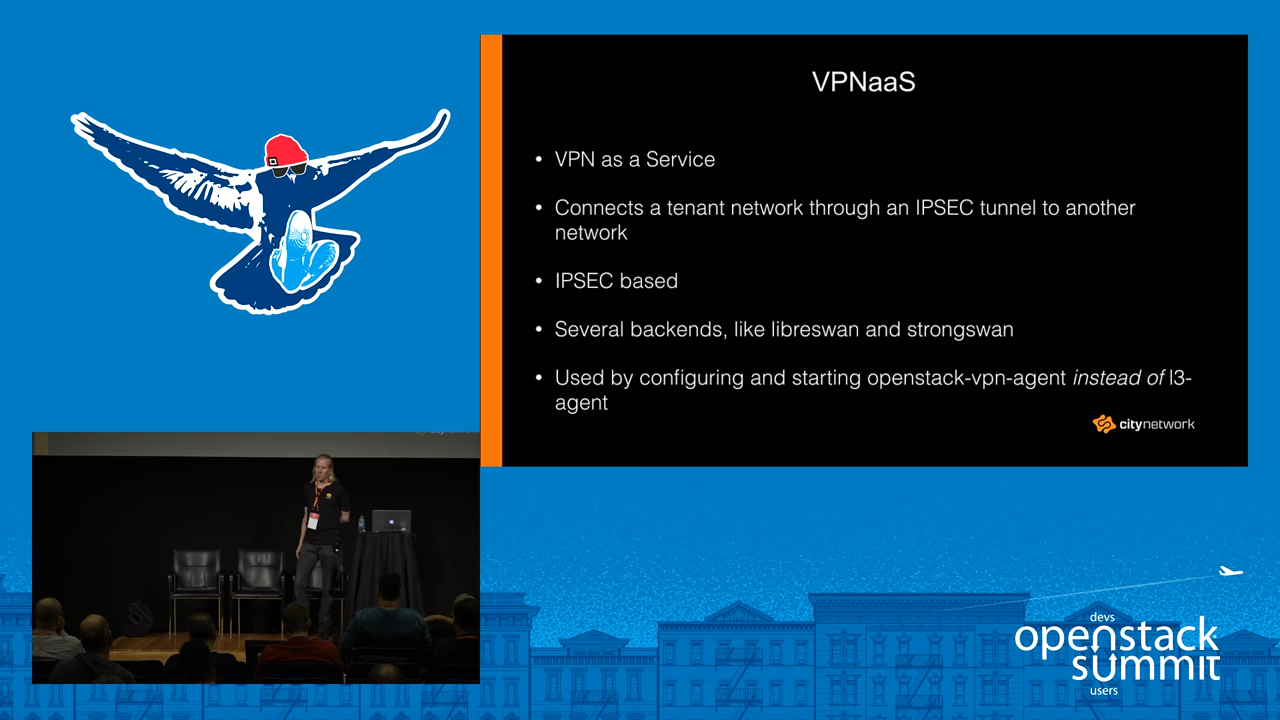 VPNaaS
• VPN as a Service
• Connects a tenant network through an IPSEC tunnel to another
network
• IPSEC based
• Several backends, like libreswan and strongswan
• Used by configuring and starting openstack-vpn-agent instead of l3-
agent
citynetwork
devs
openstack
summit
users